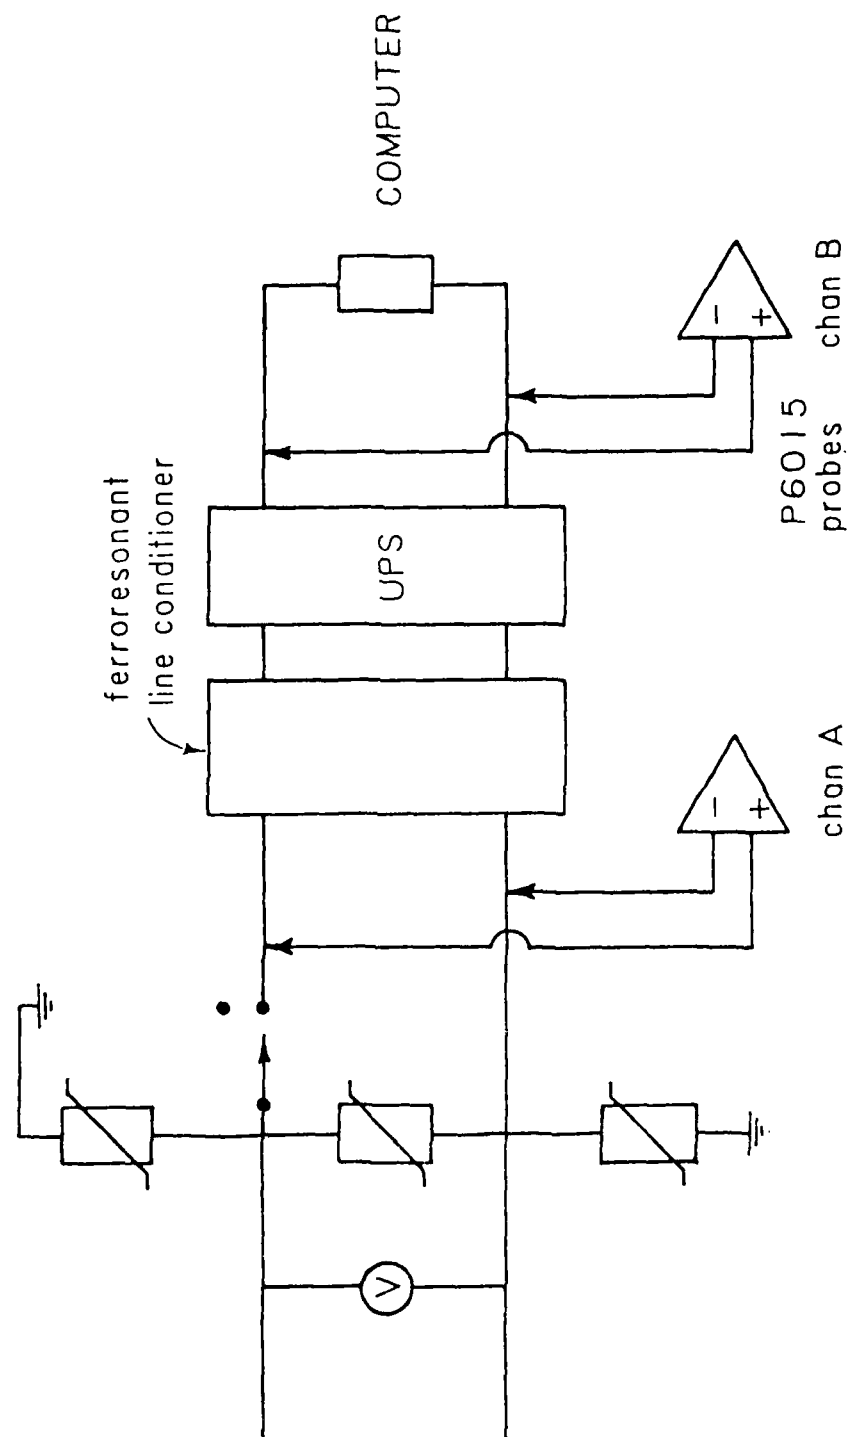 ferroresonant
line conditioner
UPS
COMPUTER
V
-
+
chan A
-
+
P6015
probes
chan B